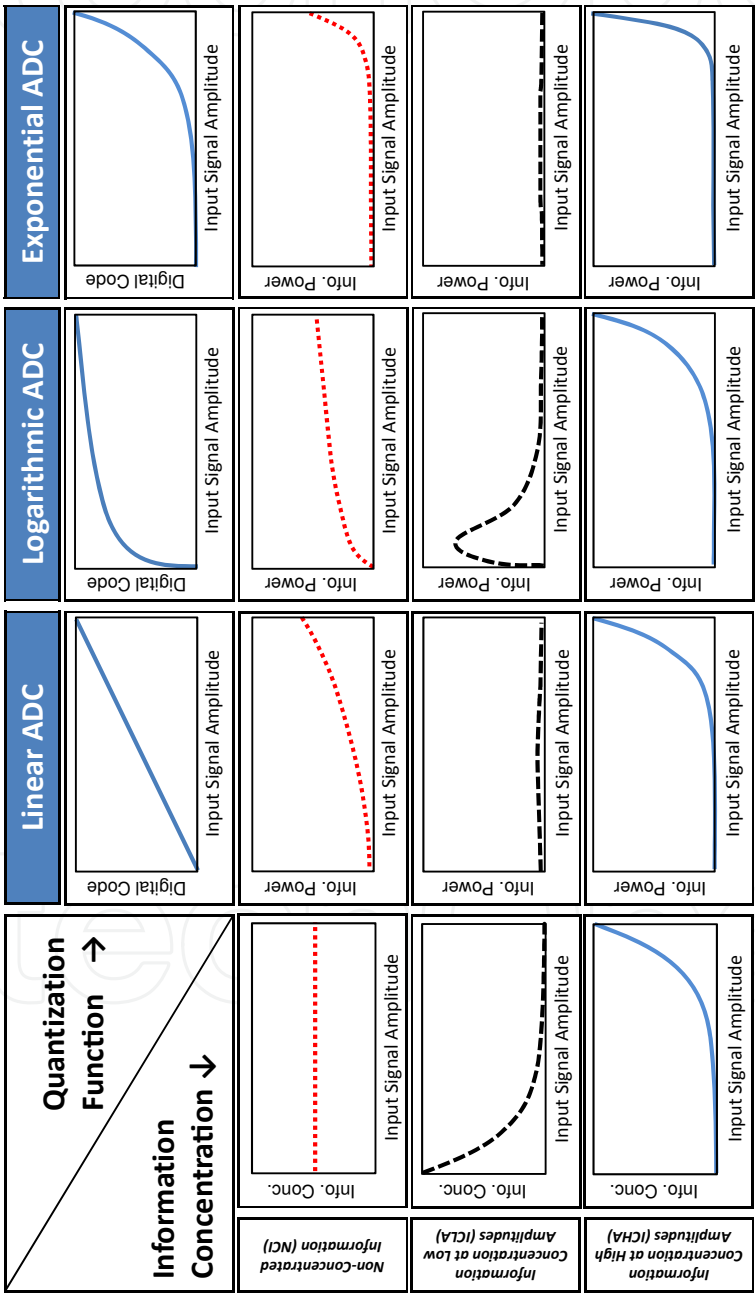 Quantization
Function →
Information
Concentration ↓
Linear ADC
Logarithmic ADC
Exponential ADC
Digital Code
Input Signal Amplitude
Digital Code
Input Signal Amplitude
Digital Code
Input Signal Amplitude
Non-Concentrated
Information (NCI)
Info. Conc.
Input Signal Amplitude
Info. Power
Input Signal Amplitude
Info. Power
Input Signal Amplitude
Info. Power
Input Signal Amplitude
Information
Concentration at Low
Amplitudes (ICLA)
Info. Conc.
Input Signal Amplitude
Info. Power
Input Signal Amplitude
Info. Power
Input Signal Amplitude
Info. Power
Input Signal Amplitude
Information
Concentration at High
Amplitudes (ICHA)
Info. Conc.
Input Signal Amplitude
Info. Power
Input Signal Amplitude
Info. Power
Input Signal Amplitude
Info. Power
Input Signal Amplitude